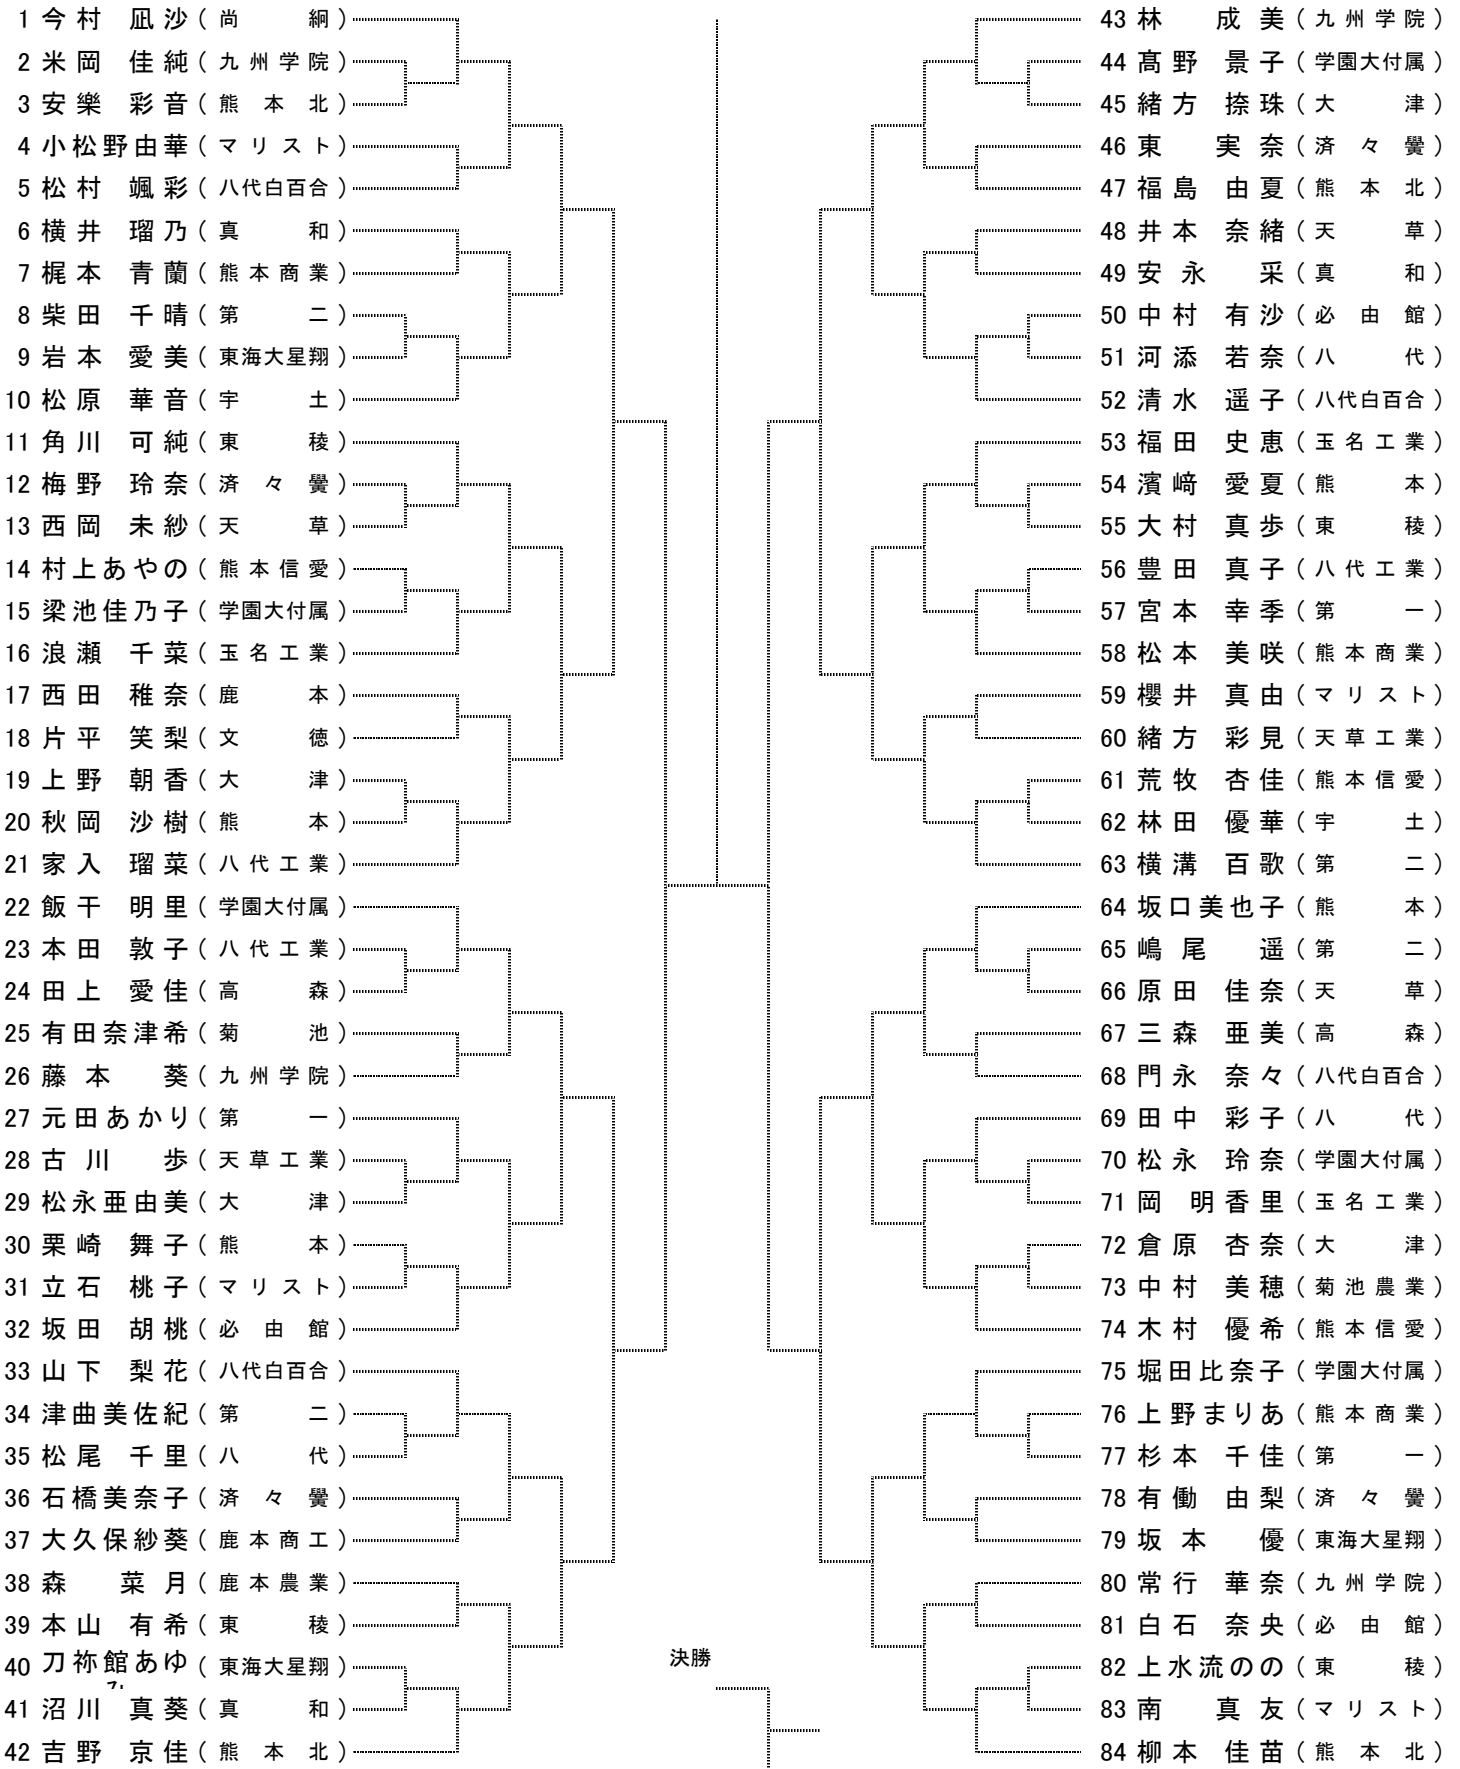 1 今村 凪沙（尚 絅）
2 米岡 佳純（九州学院）
3 安樂 彩音（熊本北）
4 小松野由華（マリスト）
5 松村 颯彩（八代白百合）
6 横井 瑠乃（真 和）
7 梶本 青蘭（熊本商業）
8 柴田 千晴（第 二）
9 岩本 愛美（東海大星翔）
10 松原 華音（宇 土）
11 角川 可純（東 稜）
12 梅野 玲奈（済々黌）
13 西岡 未紗（天 草）
14 村上あやの（熊本信愛）
15 梁池佳乃子（学園大付属）
16 浪瀬 千菜（玉名工業）
17 西田 稚奈（鹿 本）
18 片平 笑梨（文 徳）
19 上野 朝香（大 津）
20 秋岡 沙樹（熊 本）
21 家入 瑠菜（八代工業）
22 飯干 明里（学園大付属）
23 本田 敦子（八代工業）
24 田上 愛佳（高 森）
25 有田奈津希（菊 池）
26 藤本 葵（九州学院）
27 元田あかり（第 一）
28 古川 歩（天草工業）
29 松永亜由美（大 津）
30 栗崎 舞子（熊 本）
31 立石 桃子（マリスト）
32 坂田 胡桃（必由館）
33 山下 梨花（八代白百合）
34 津曲美佐紀（第 二）
35 松尾 千里（八 代）
36 石橋美奈子（済々黌）
37 大久保紗葵（鹿本商工）
38 森 菜月（鹿本農業）
39 本山 有希（東 稜）
40 刀祢館あゆみ（東海大星翔）
41 沼川 真葵（真 和）
42 吉野 京佳（熊本北）
決勝
43 林 成美（九州学院）
44 髙野 景子（学園大付属）
45 緒方 捺珠（大 津）
46 東 実奈（済々黌）
47 福島 由夏（熊本北）
48 井本 奈緒（天 草）
49 安永 采（真 和）
50 中村 有沙（必由館）
51 河添 若奈（八 代）
52 清水 遥子（八代白百合）
53 福田 史恵（玉名工業）
54 濱﨑 愛夏（熊 本）
55 大村 真歩（東 稜）
56 豊田 真子（八代工業）
57 宮本 幸季（第 一）
58 松本 美咲（熊本商業）
59 櫻井 真由（マリスト）
60 緒方 彩見（天草工業）
61 荒牧 杏佳（熊本信愛）
62 林田 優華（宇 土）
63 横溝 百歌（第 二）
64 坂口美也子（熊 本）
65 嶋尾 遥（第 二）
66 原田 佳奈（天 草）
67 三森 亜美（高 森）
68 門永 奈々（八代白百合）
69 田中 彩子（八 代）
70 松永 玲奈（学園大付属）
71 岡 明香里（玉名工業）
72 倉原 杏奈（大 津）
73 中村 美穂（菊池農業）
74 木村 優希（熊本信愛）
75 堀田比奈子（学園大付属）
76 上野まりあ（熊本商業）
77 杉本 千佳（第 一）
78 有働 由梨（済々黌）
79 坂本 優（東海大星翔）
80 常行 華奈（九州学院）
81 白石 奈央（必由館）
82 上水流のの（東 稜）
83 南 真友（マリスト）
84 柳本 佳苗（熊本北）